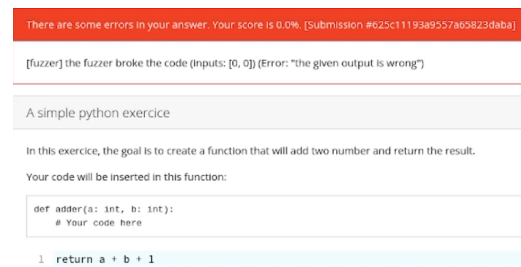 There are some errors in your answer. Your score is 0.0%. [Submission #625c11193a9557a65823daba]
[fuzzer] the fuzzer broke the code (Inputs: [0, 0]) (Error: "the given output is wrong")
A simple python exercice
In this exercice, the goal is to create a function that will add two number and return the result.
Your code will be inserted in this function:
def adder(a: int, b: int):
    # Your code here
1 return a + b + 1